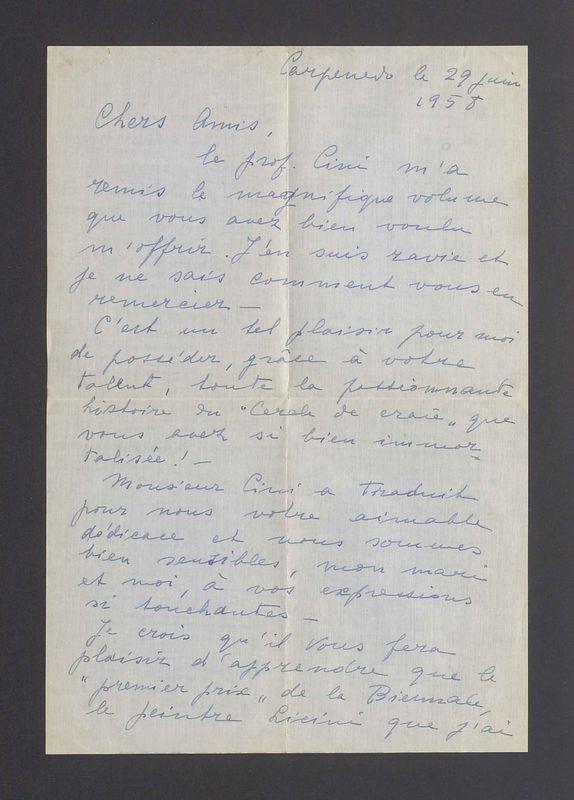 Carpenedo le 29 juin
1958
Chers Amis,
le prof. Cini m'a
remis le magnifique volume
que vous avez bien voulu
m'offrir. J'en suis ravie et
je ne sais comment vous en
remercier —
C'est un tel plaisir pour moi
de posséder, grâce à votre
talent, toute la passionnante
histoire du "Cercle de craie" que
vous avez si bien immor=
talisée! —
Monsieur Cini a traduit
pour nous votre aimable
dédicace et nous sommes
bien sensibles, mon mari
et moi, à vos expressions
si touchantes —
Je crois qu'il vous fera
plaisir d'apprendre que le
"premier prix" de la Biennale,
le peintre Licini que j'ai